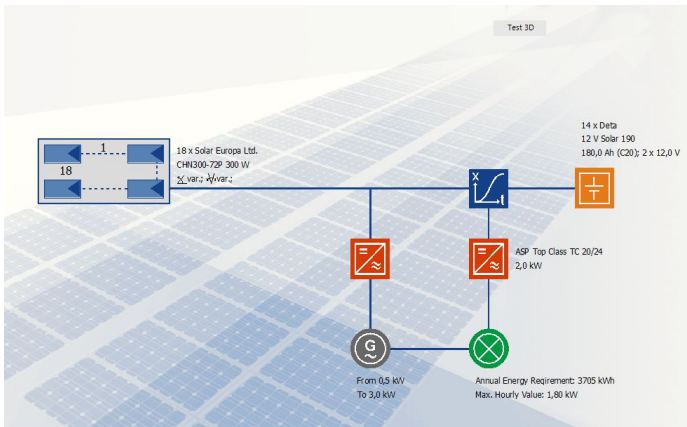 Test 3D
14 x Deta
12 V Solar 190
180,0 Ah (C20); 2 x 12,0 V
1
18
18 x Solar Europa Ltd.
CHN300-72P 300 W
var.; var.;
X
t
ASP Top Class TC 20/24
2,0 kW
G
From 0,5 kW
To 3,0 kW
Annual Energy Reqirement: 3705 kWh
Max. Hourly Value: 1,80 kW